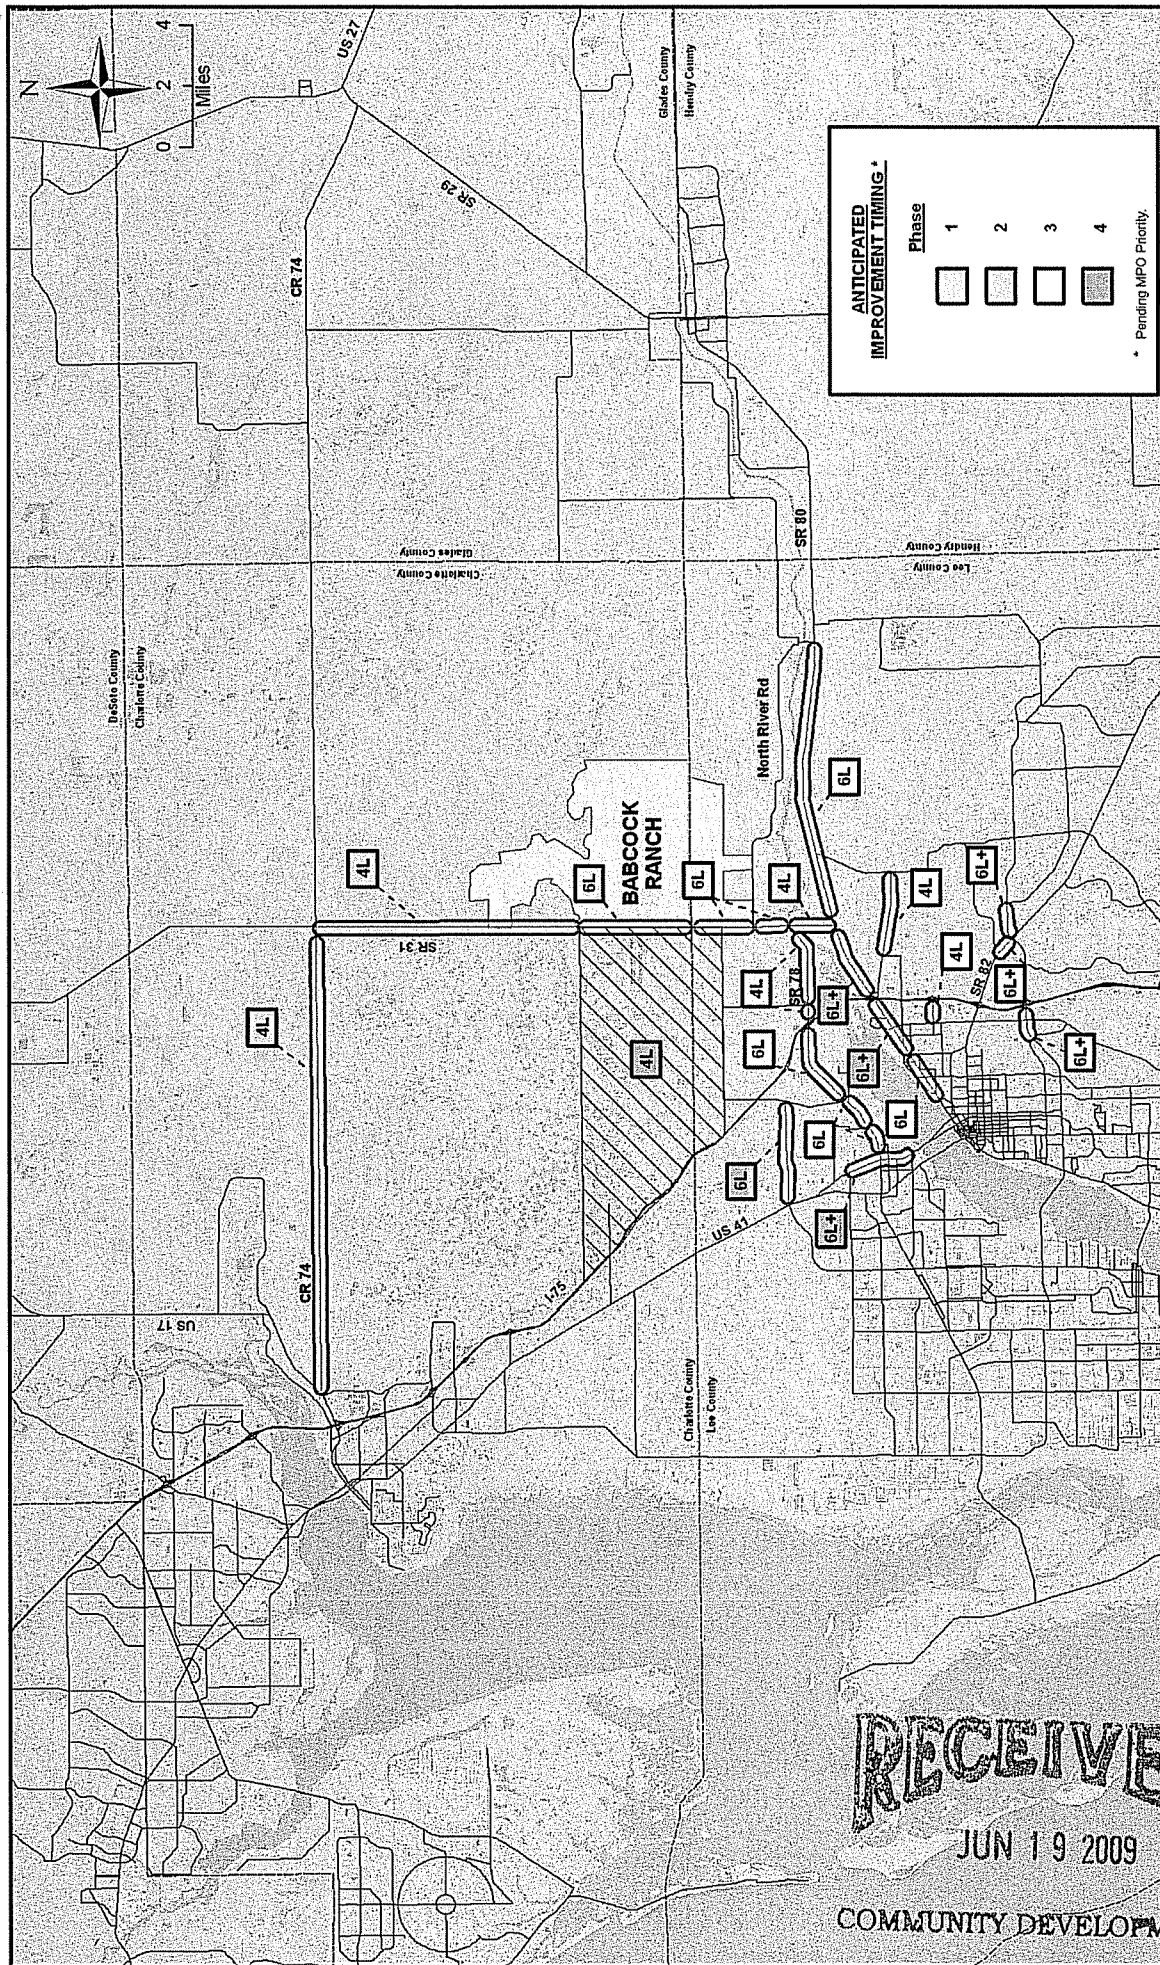 N
0 2 4
Miles
US 27
SR 29
CR 74
Glades County
Hendry County
DeSoto County
Charlotte County
Glades County
Charlotte County
Hendry County
Lee County
SR 80
North River Rd
BABCOCK
RANCH
4L
SR 31
6L
6L
4L
6L
4L
6L+
6L+
SR 82
4L
6L+
4L
SR 78
6L+
6L+
6L
6L
6L
4L
6L
6L+
4L
CR 74
US 17
I-75
US 41
Charlotte County
Lee County
ANTICIPATED
IMPROVEMENT TIMING *
Phase
1
2
3
4
* Pending MPO Priority.
RECEIVE
JUN 19 2009
COMMUNITY DEVELOPM